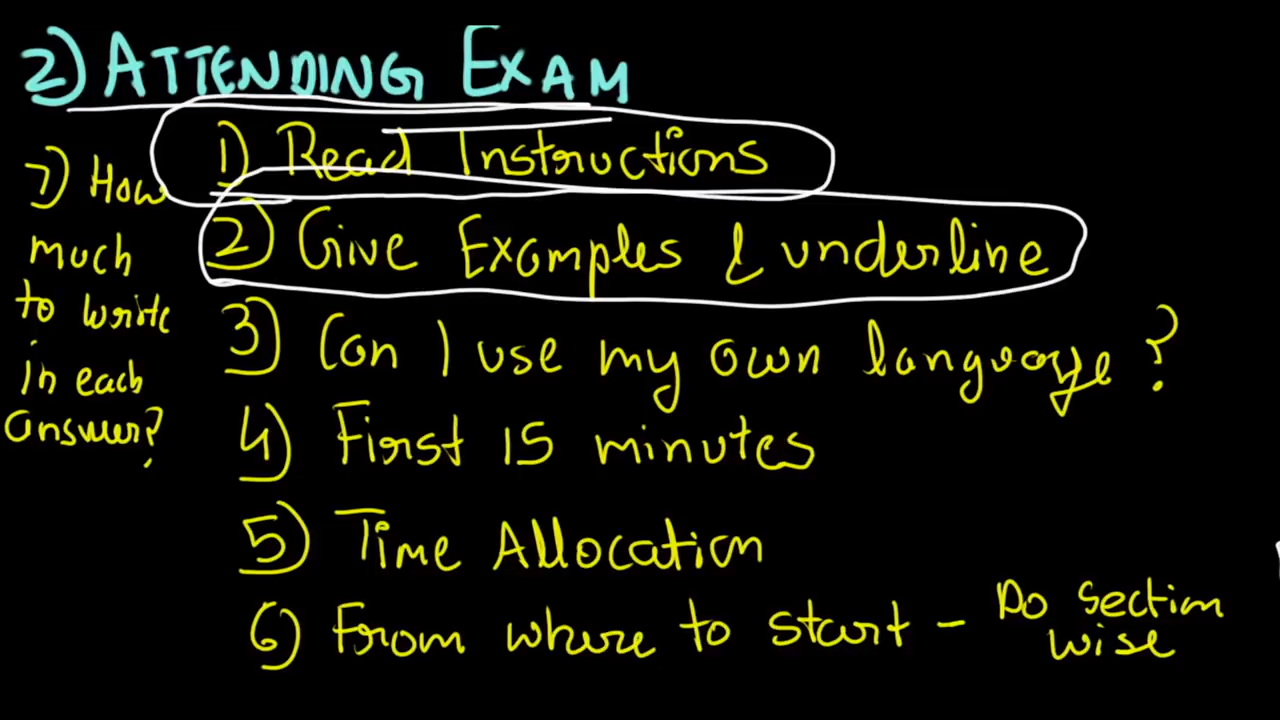 2) ATTENDING EXAM
1) Read Instructions
2) Give Examples & underline
3) Can I use my own language?
4) First 15 minutes
5) Time Allocation
6) From where to start - Do section
wise
7) How
much
to write
in each
answer?